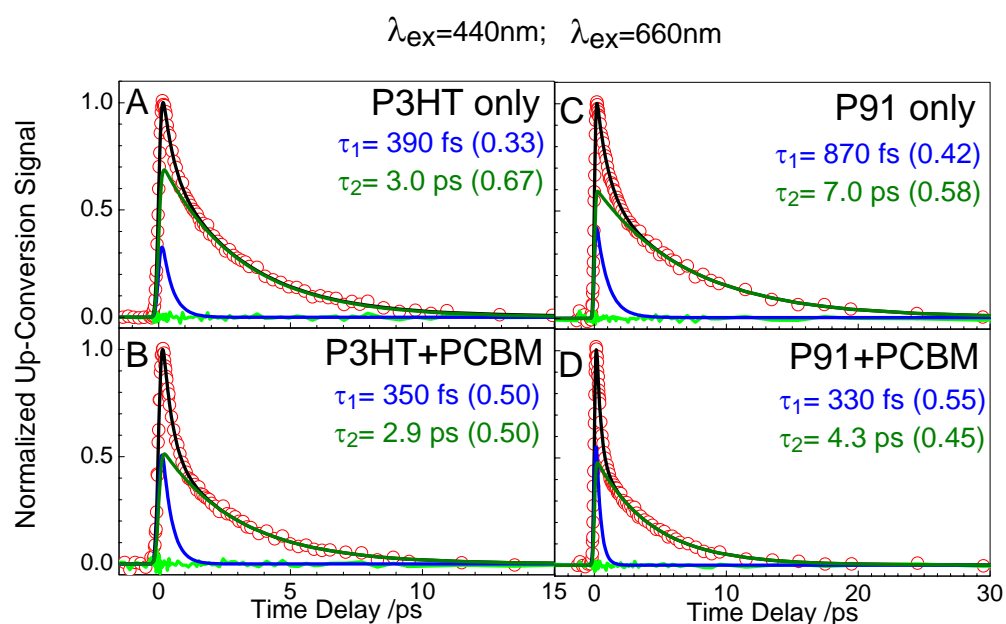 λex=440nm; λex=660nm
A
P3HT only
τ1= 390 fs (0.33)
τ2= 3.0 ps (0.67)
C
P91 only
τ1= 870 fs (0.42)
τ2= 7.0 ps (0.58)
B
P3HT+PCBM
τ1= 350 fs (0.50)
τ2= 2.9 ps (0.50)
D
P91+PCBM
τ1= 330 fs (0.55)
τ2= 4.3 ps (0.45)
Normalized Up-Conversion Signal
1.0
0.5
0.0
1.0
0.5
0.0
0 5 10 15
0 10 20 30
Time Delay /ps
Time Delay /ps